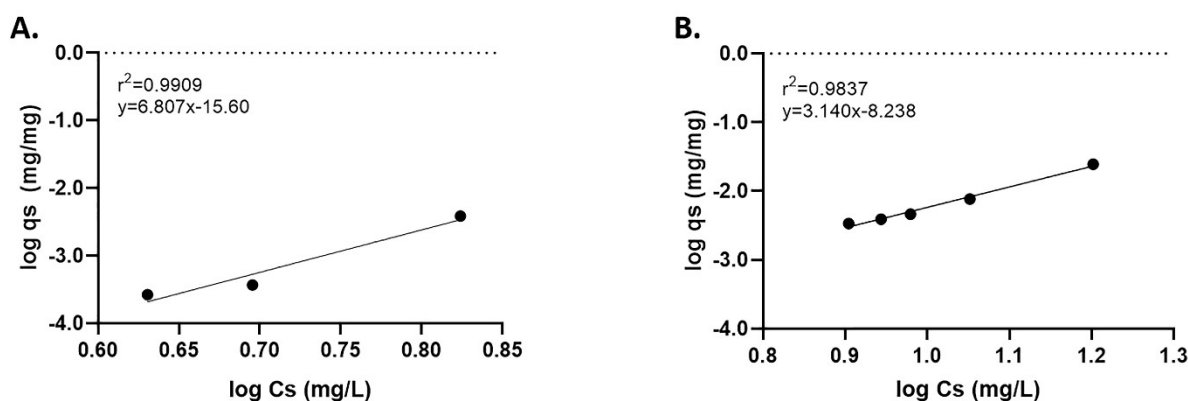 A.
r²=0.9909
y=6.807x-15.60
log qs (mg/mg)
0.0
-1.0
-2.0
-3.0
-4.0
0.60 0.65 0.70 0.75 0.80 0.85
log Cs (mg/L)
B.
r²=0.9837
y=3.140x-8.238
log qs (mg/mg)
0.0
-1.0
-2.0
-3.0
-4.0
0.8 0.9 1.0 1.1 1.2 1.3
log Cs (mg/L)